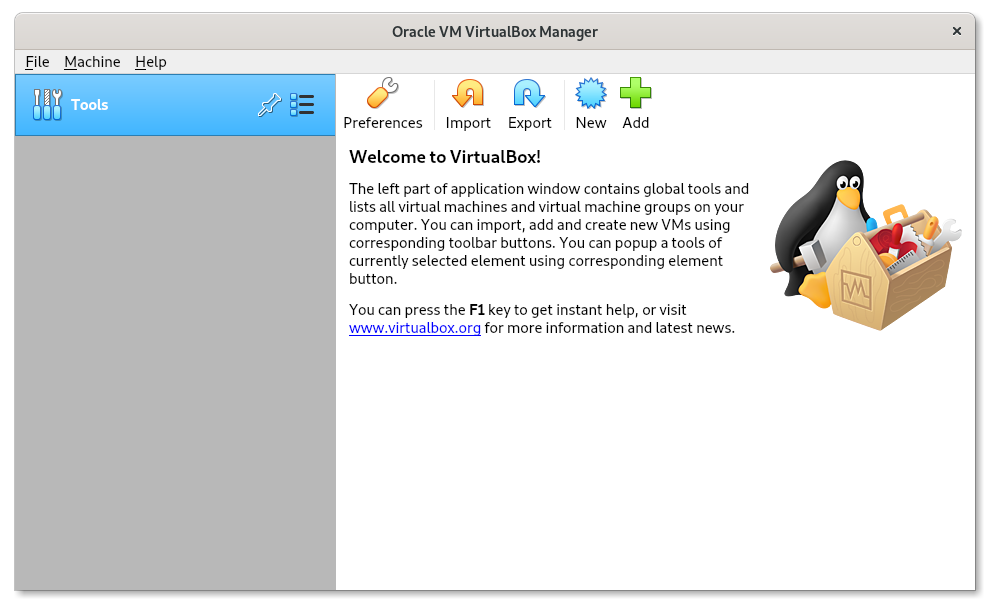 Oracle VM VirtualBox Manager
File Machine Help
Tools
Preferences Import Export New Add
Welcome to VirtualBox!
The left part of application window contains global tools and
lists all virtual machines and virtual machine groups on your
computer. You can import, add and create new VMs using
corresponding toolbar buttons. You can popup a tools of
currently selected element using corresponding element
button.
You can press the F1 key to get instant help, or visit
www.virtualbox.org for more information and latest news.